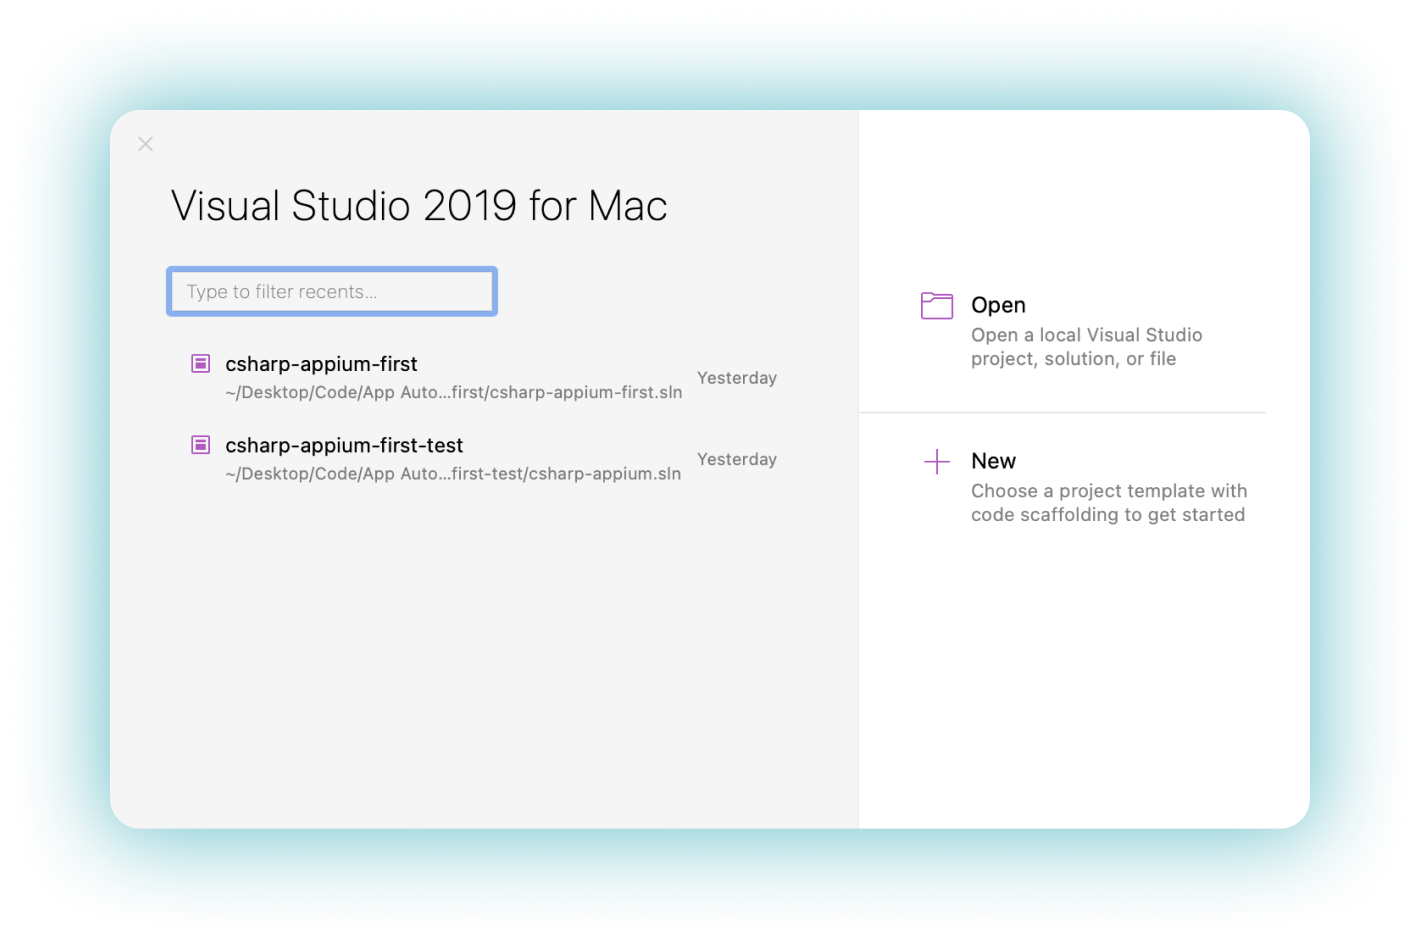 Visual Studio 2019 for Mac
Type to filter recents...
csharp-appium-first
~/Desktop/Code/App Auto...first/csharp-appium-first.sln
Yesterday
csharp-appium-first-test
~/Desktop/Code/App Auto...first-test/csharp-appium.sln
Yesterday
Open
Open a local Visual Studio
project, solution, or file
New
Choose a project template with
code scaffolding to get started